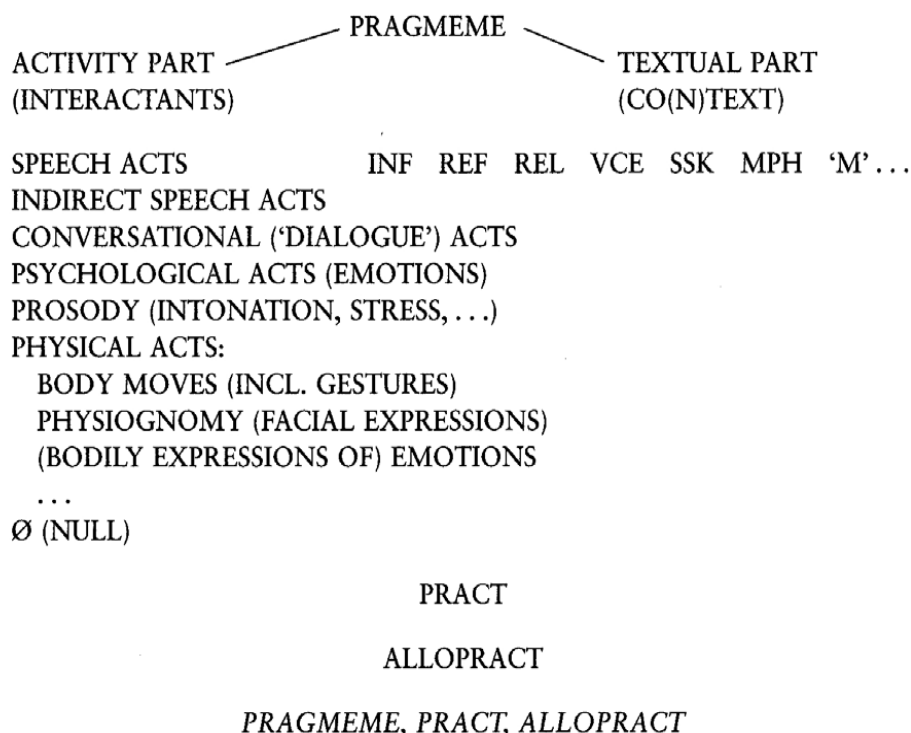 PRAGMEME
ACTIVITY PART TEXTUAL PART
(INTERACTANTS) (CO(N)TEXT)
SPEECH ACTS INF REF REL VCE SSK MPH ‘M’...
INDIRECT SPEECH ACTS
CONVERSATIONAL (‘DIALOGUE’) ACTS
PSYCHOLOGICAL ACTS (EMOTIONS)
PROSODY (INTONATION, STRESS, ...)
PHYSICAL ACTS:
BODY MOVES (INCL. GESTURES)
PHYSIOGNOMY (FACIAL EXPRESSIONS)
(BODILY EXPRESSIONS OF) EMOTIONS
...
Ø (NULL)
PRACT
ALLOPRACT
PRAGMEME, PRACT, ALLOPRACT